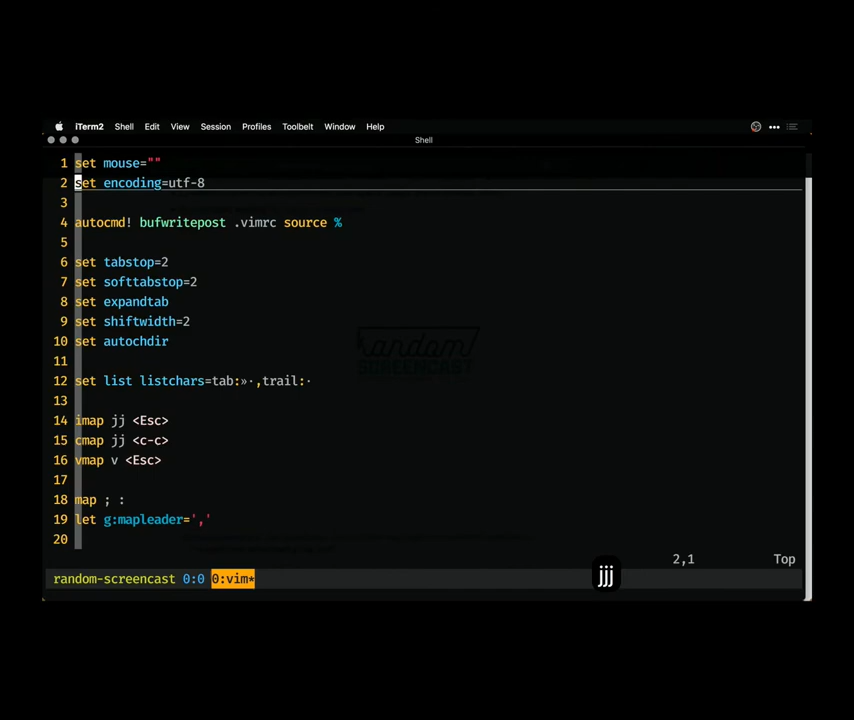 iTerm2 Shell Edit View Session Profiles Toolbelt Window Help
Shell
1 set mouse=""
2 set encoding=utf-8
3
4 autocmd! bufwritepost .vimrc source %
5
6 set tabstop=2
7 set softtabstop=2
8 set expandtab
9 set shiftwidth=2
10 set autochdir
11
12 set list listchars=tab:»·,trail:·
13
14 imap jj <Esc>
15 cmap jj <c-c>
16 vmap v <Esc>
17
18 map ; :
19 let g:mapleader=','
20
random SCREENCAST
2,1 Top
random-screencast 0:0 0:vim*
jjj